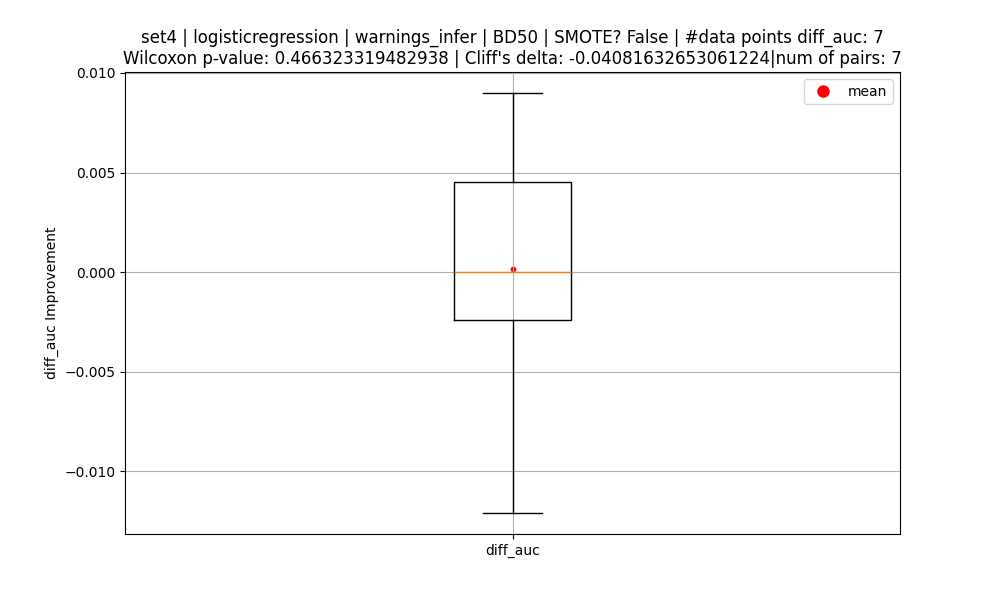 set4 | logisticregression | warnings_infer | BD50 | SMOTE? False | #data points diff_auc: 7
Wilcoxon p-value: 0.466323319482938 | Cliff's delta: -0.04081632653061224|num of pairs: 7
mean
0.010
0.005
0.000
−0.005
−0.010
diff_auc Improvement
diff_auc